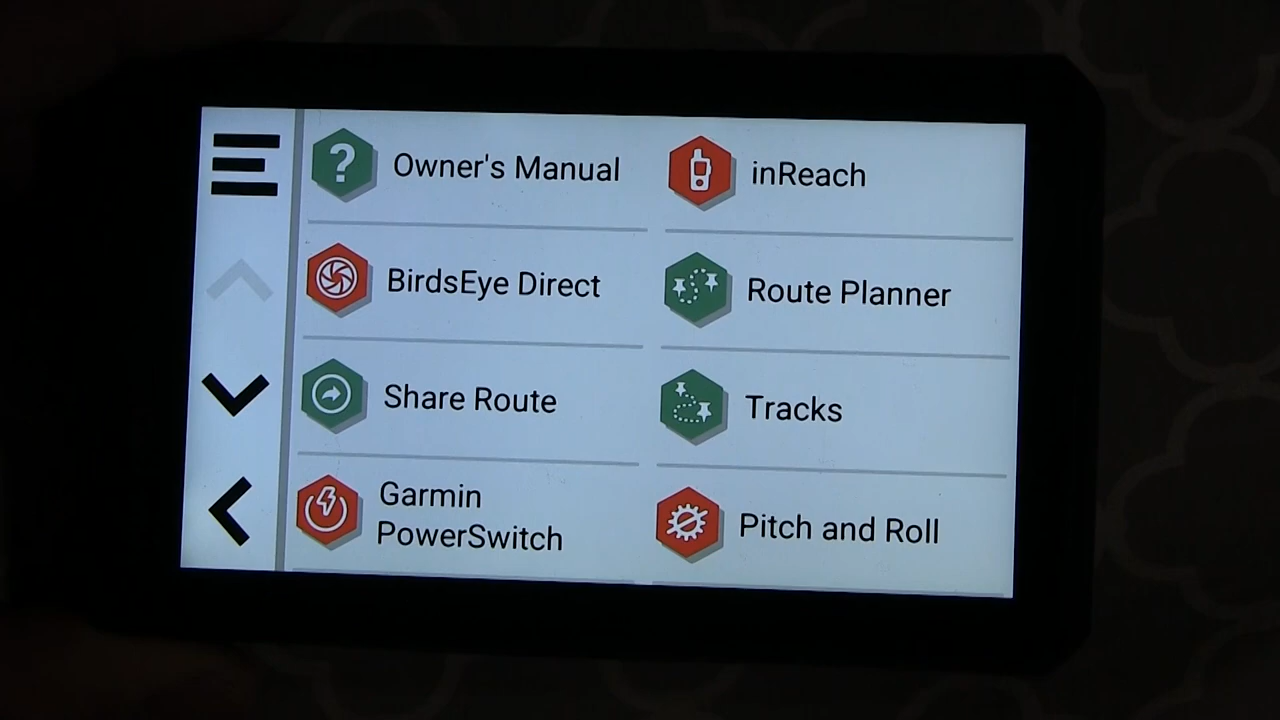 Owner's Manual
inReach
BirdsEye Direct
Route Planner
Share Route
Tracks
Garmin
PowerSwitch
Pitch and Roll